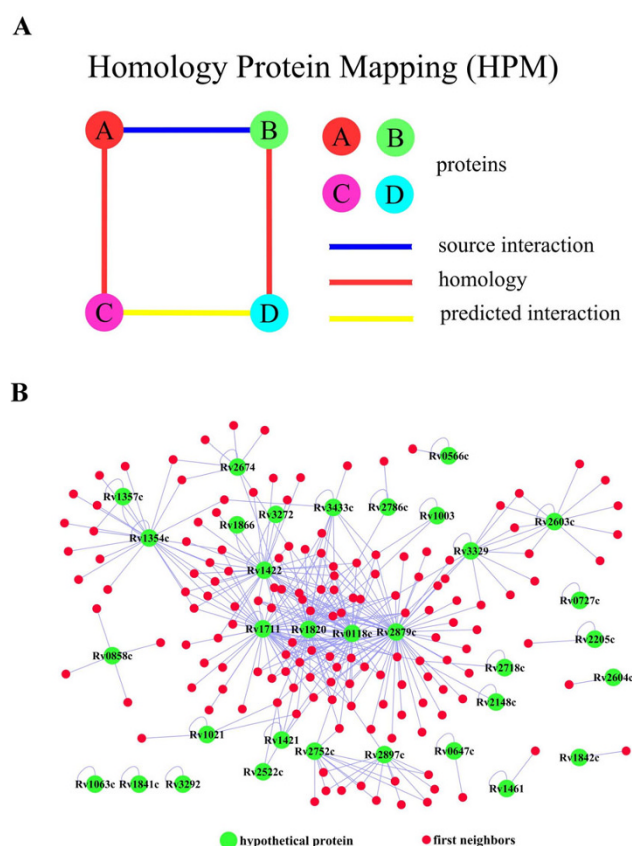 A
Homology Protein Mapping (HPM)
A B A B
proteins
C D
source interaction
homology
C D predicted interaction
B
Rv2674 Rv0566c
Rv1357c Rv3272 Rv3433c Rv2786c Rv1003 Rv2603c
Rv1866
Rv1354c Rv3329
Rv1422
Rv0727c
Rv1711 Rv1820 Rv0118c Rv2879c
Rv2205c
Rv0858c Rv2718c Rv2604c
Rv2148c
Rv1021 Rv1421
Rv2752c Rv2897c Rv0647c Rv1842c
Rv2522c
Rv1063c Rv1841c Rv3292 Rv1461
hypothetical protein first neighbors